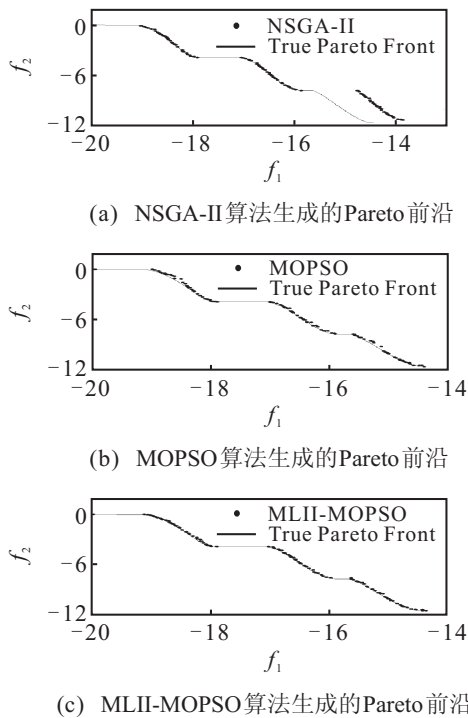 0
−6
−12
f₂
NSGA-II
True Pareto Front
−20 −18 −16 −14
f₁
(a) NSGA-II算法生成的Pareto前沿
0
−6
−12
f₂
MOPSO
True Pareto Front
−20 −18 −16 −14
f₁
(b) MOPSO算法生成的Pareto前沿
0
−6
−12
f₂
MLII-MOPSO
True Pareto Front
−20 −18 −16 −14
f₁
(c) MLII-MOPSO算法生成的Pareto前沿